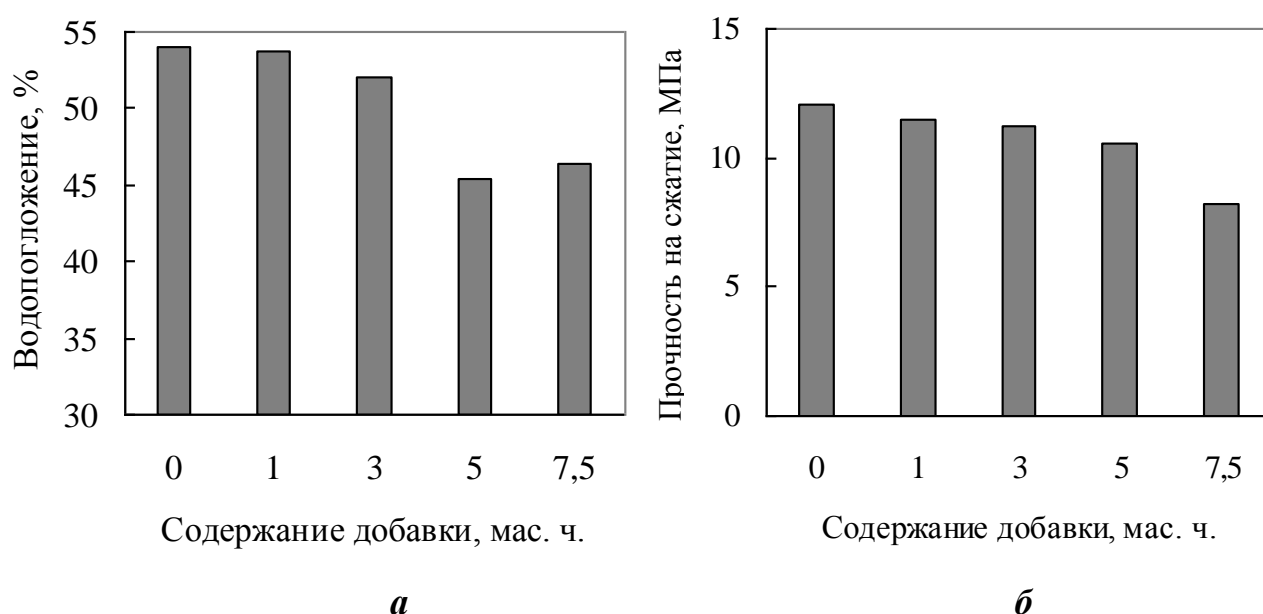 Водопогложение, %
55
50
45
40
35
30
0 1 3 5 7,5
Содержание добавки, мас. ч.
а
Прочность на сжатие, МПа
15
10
5
0
0 1 3 5 7,5
Содержание добавки, мас. ч.
б